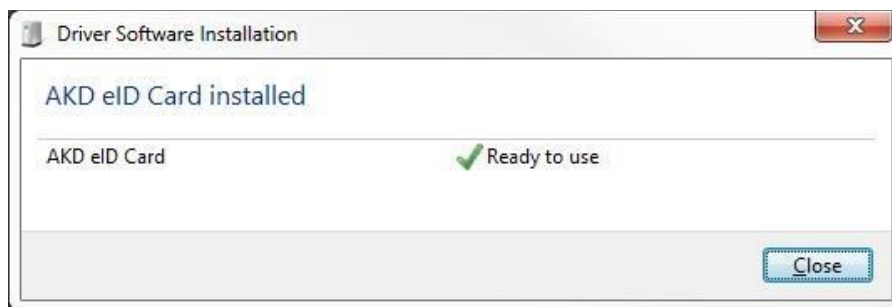 Driver Software Installation
AKD eID Card installed
AKD eID Card Ready to use
Close